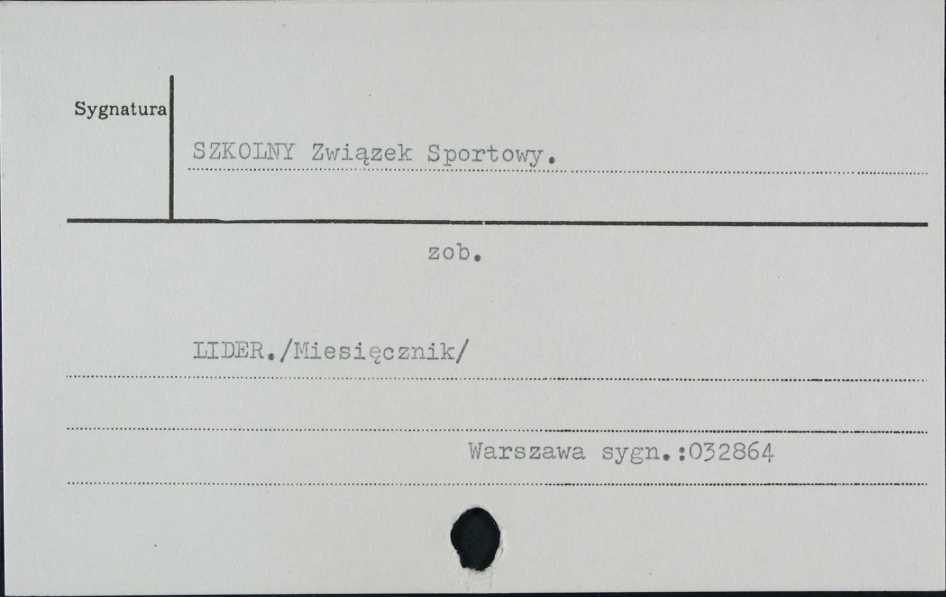 Sygnatura
SZKOLNY Związek Sportowy.
zob.
LIDER./Miesięcznik/
Warszawa sygn.:032864